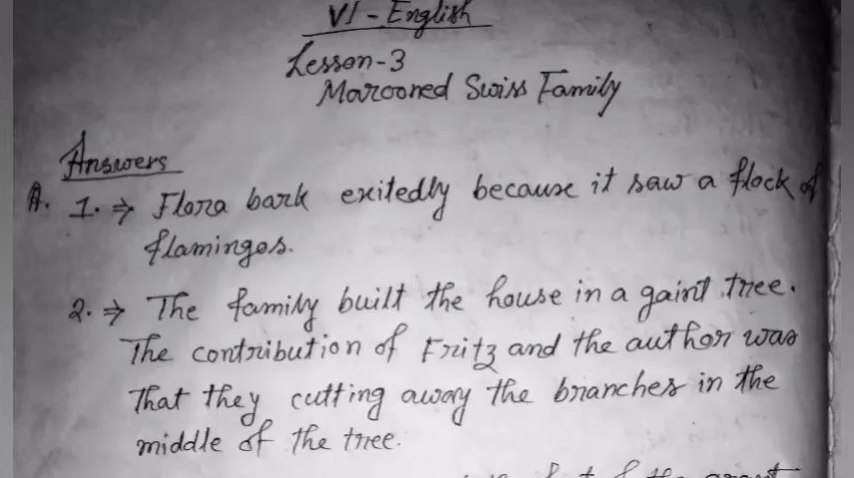 VI - English
Lesson-3
Marooned Swiss Family
Answers
A. 1. ⇒ Flora bark exitedly because it saw a flock of
flamingos.
2. ⇒ The family built the house in a gaint tree.
The contribution of Fritz and the author was
that they cutting away the branches in the
middle of the tree.
of the